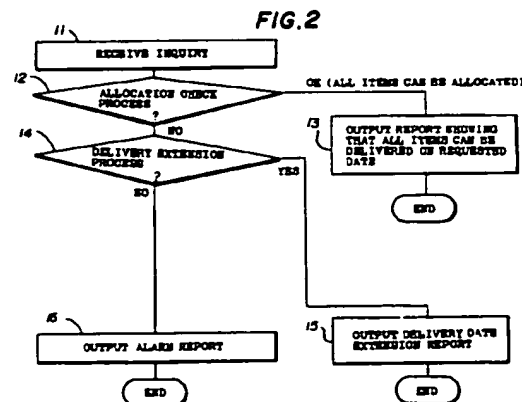 FIG.2
11
RECEIVE INQUIRY
12
ALLOCATION CHECK
PROCESS
?
OK (ALL ITEMS CAN BE ALLOCATED)
NO
13
OUTPUT REPORT SHOWING
THAT ALL ITEMS CAN BE
DELIVERED ON REQUESTED
DATE
END
14
DELIVERY EXTENSION
PROCESS
?
YES
NO
16
OUTPUT ALARM REPORT
END
15
OUTPUT DELIVERY DATE
EXTENSION REPORT
END